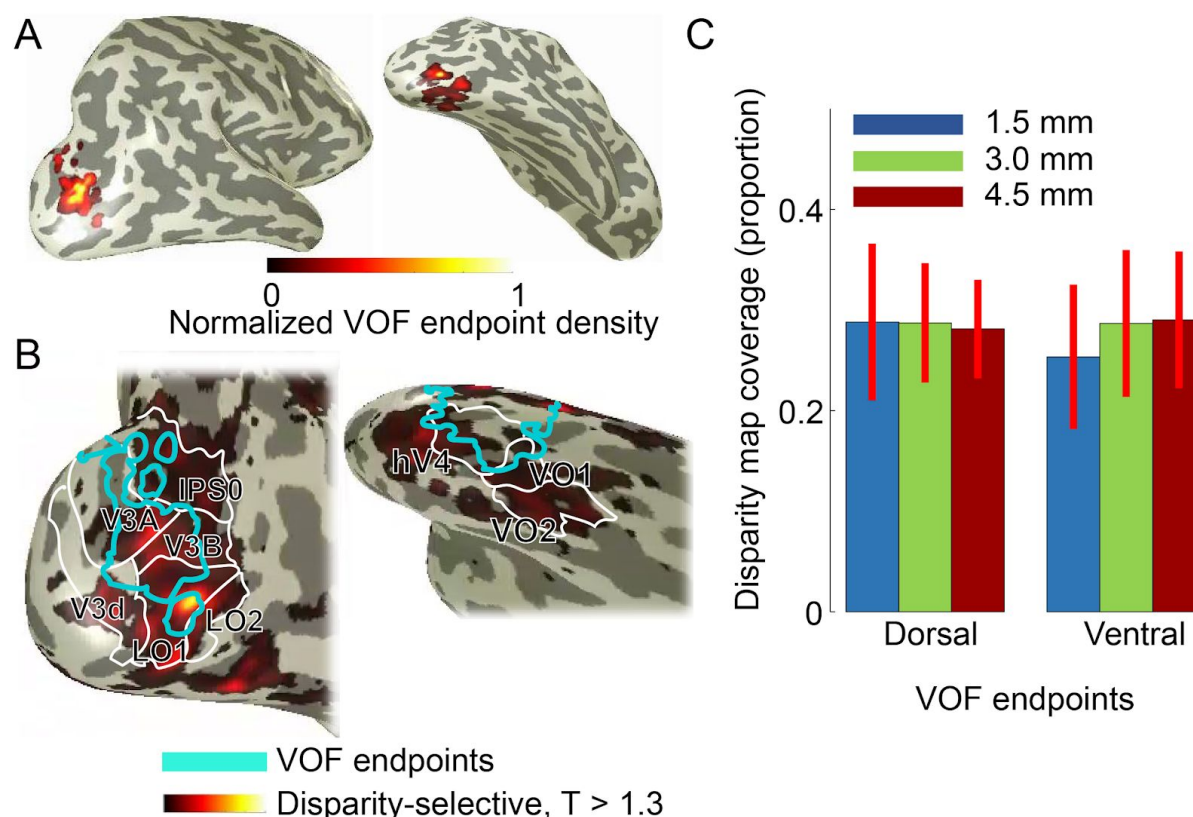 A
0
1
Normalized VOF endpoint density
B
IPS0
V3A
V3B
V3d
LO2
LO1
hV4
VO1
VO2
VOF endpoints
Disparity-selective, T > 1.3
C
Disparity map coverage (proportion)
1.5 mm
3.0 mm
4.5 mm
0.4
0.2
0
Dorsal
Ventral
VOF endpoints